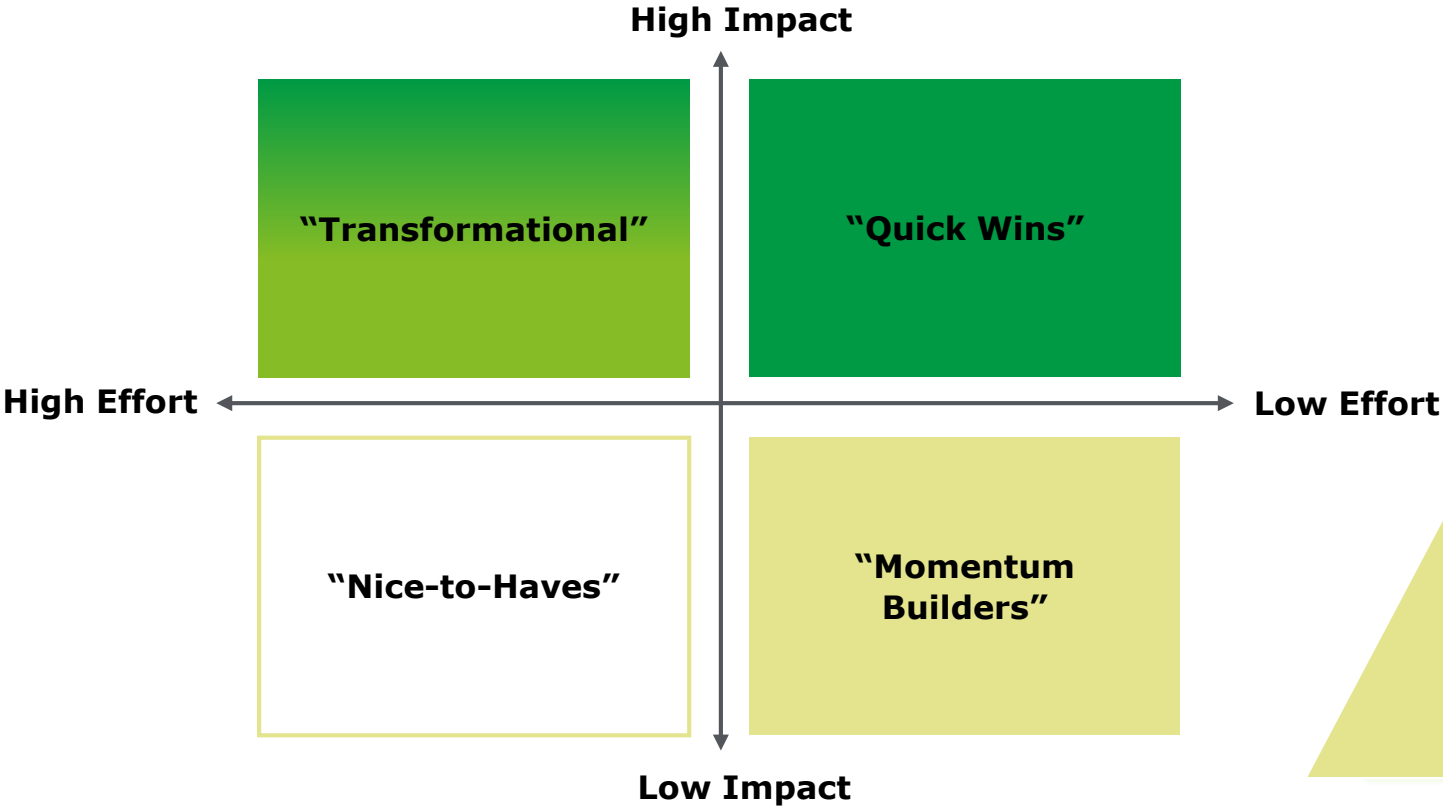 High Impact
“Transformational”
“Quick Wins”
High Effort
Low Effort
“Nice-to-Haves”
“Momentum
Builders”
Low Impact